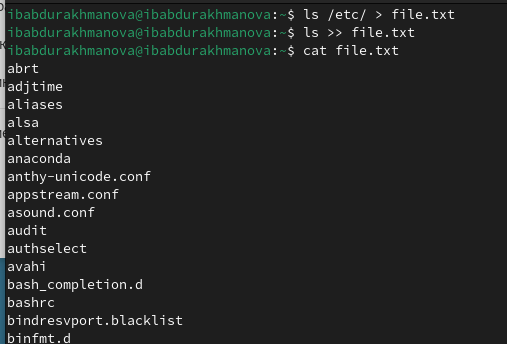 ibabdurakhmanova@ibabdurakhmanova:~$ ls /etc/ > file.txt
ibabdurakhmanova@ibabdurakhmanova:~$ ls >> file.txt
ibabdurakhmanova@ibabdurakhmanova:~$ cat file.txt
abrt
adjtime
aliases
alsa
alternatives
anaconda
anthy-unicode.conf
appstream.conf
asound.conf
audit
authselect
avahi
bash_completion.d
bashrc
bindresvport.blacklist
binfmt.d